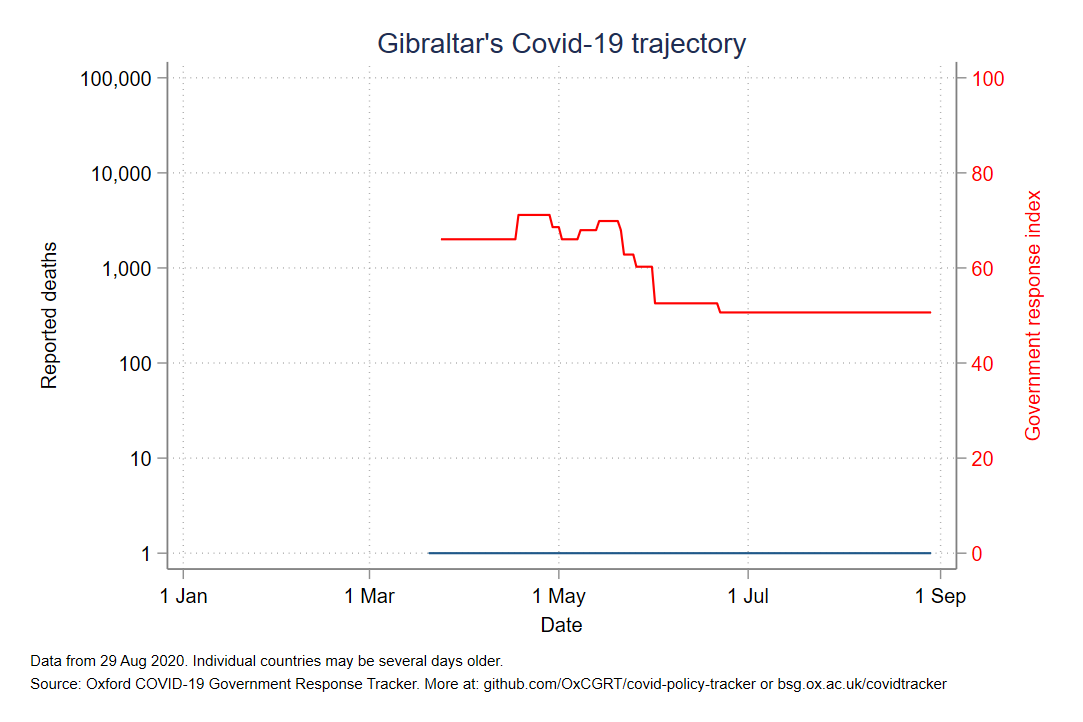 Gibraltar's Covid-19 trajectory
100,000
10,000
1,000
100
10
1
Reported deaths
100
80
60
40
20
0
Government response index
1 Jan
1 Mar
1 May
1 Jul
1 Sep
Date
Data from 29 Aug 2020. Individual countries may be several days older.
Source: Oxford COVID-19 Government Response Tracker. More at: github.com/OxCGRT/covid-policy-tracker or bsg.ox.ac.uk/covidtracker